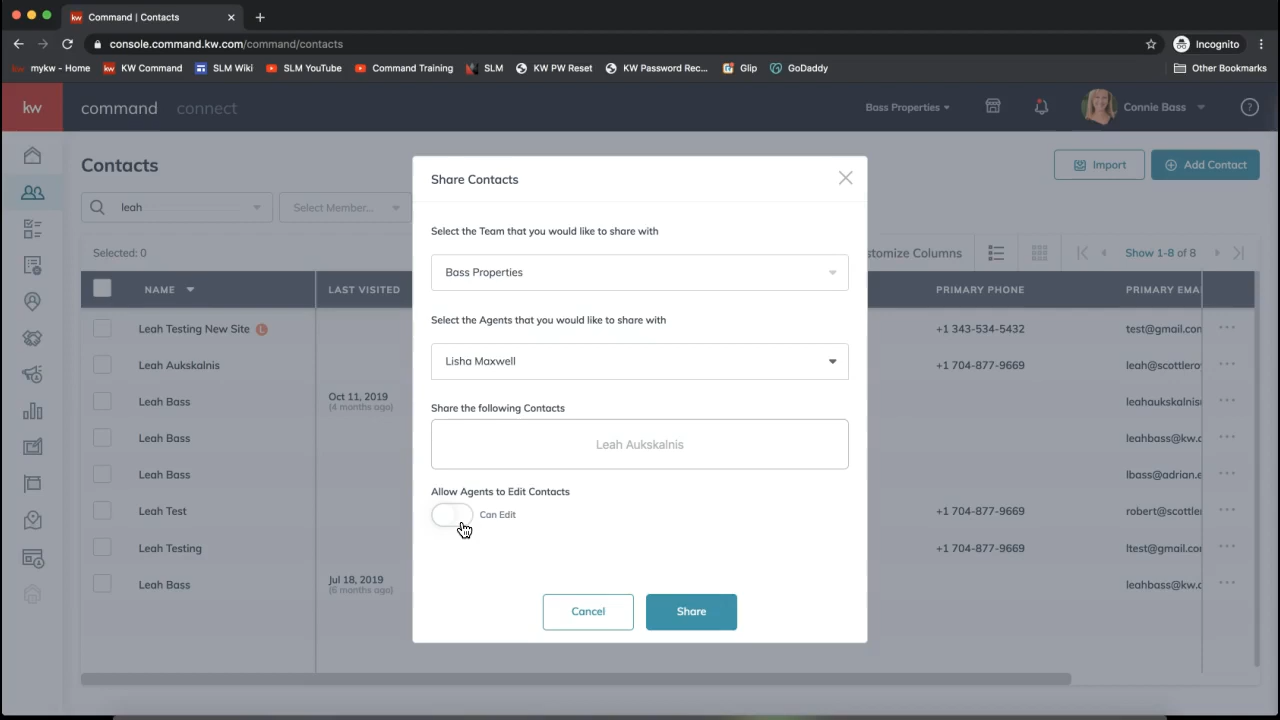 Command | Contacts
console.command.kw.com/command/contacts
Incognito
mykw - Home
KW Command
SLM Wiki
SLM YouTube
Command Training
SLM
KW PW Reset
KW Password Rec...
Glip
GoDaddy
Other Bookmarks
kw
command connect
Bass Properties
Connie Bass
Contacts
Import
Add Contact
leah
Select Member...
Selected: 0
stomize Columns
Show 1-8 of 8
NAME
LAST VISITED
PRIMARY PHONE
PRIMARY EMA
Leah Testing New Site L
+1 343-534-5432
test@gmail.con
Leah Aukskalnis
+1 704-877-9669
leah@scottlero
Leah Bass
Oct 11, 2019
(4 months ago)
leahaukskalnis
Leah Bass
leahbass@kw.c
Leah Bass
lbass@adrian.e
Leah Test
+1 704-877-9669
robert@scottler
Leah Testing
+1 704-877-9669
ltest@gmail.coi
Leah Bass
Jul 18, 2019
(6 months ago)
leahbass@kw.c
Share Contacts
Select the Team that you would like to share with
Bass Properties
Select the Agents that you would like to share with
Lisha Maxwell
Share the following Contacts
Leah Aukskalnis
Allow Agents to Edit Contacts
Can Edit
Cancel
Share